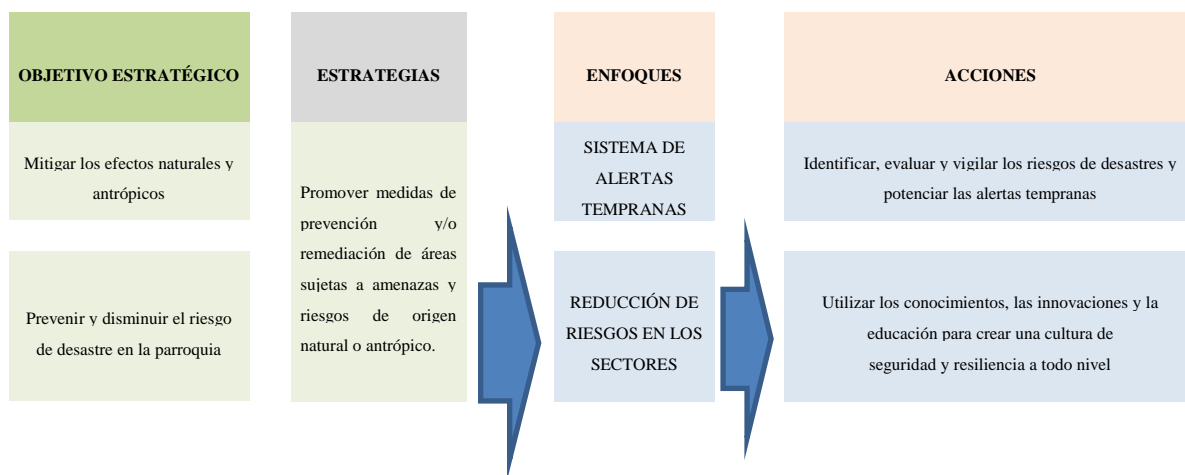 OBJETIVO ESTRATÉGICO
Mitigar los efectos naturales y
antrópicos
Prevenir y disminuir el riesgo
de desastre en la parroquia
ESTRATEGIAS
Promover medidas de
prevención y/o
remediación de áreas
sujetas a amenazas y
riesgos de origen
natural o antrópico.
ENFOQUES
SISTEMA DE
ALERTAS
TEMPRANAS
REDUCCIÓN DE
RIESGOS EN LOS
SECTORES
ACCIONES
Identificar, evaluar y vigilar los riesgos de desastres y
potenciar las alertas tempranas
Utilizar los conocimientos, las innovaciones y la
educación para crear una cultura de
seguridad y resiliencia a todo nivel